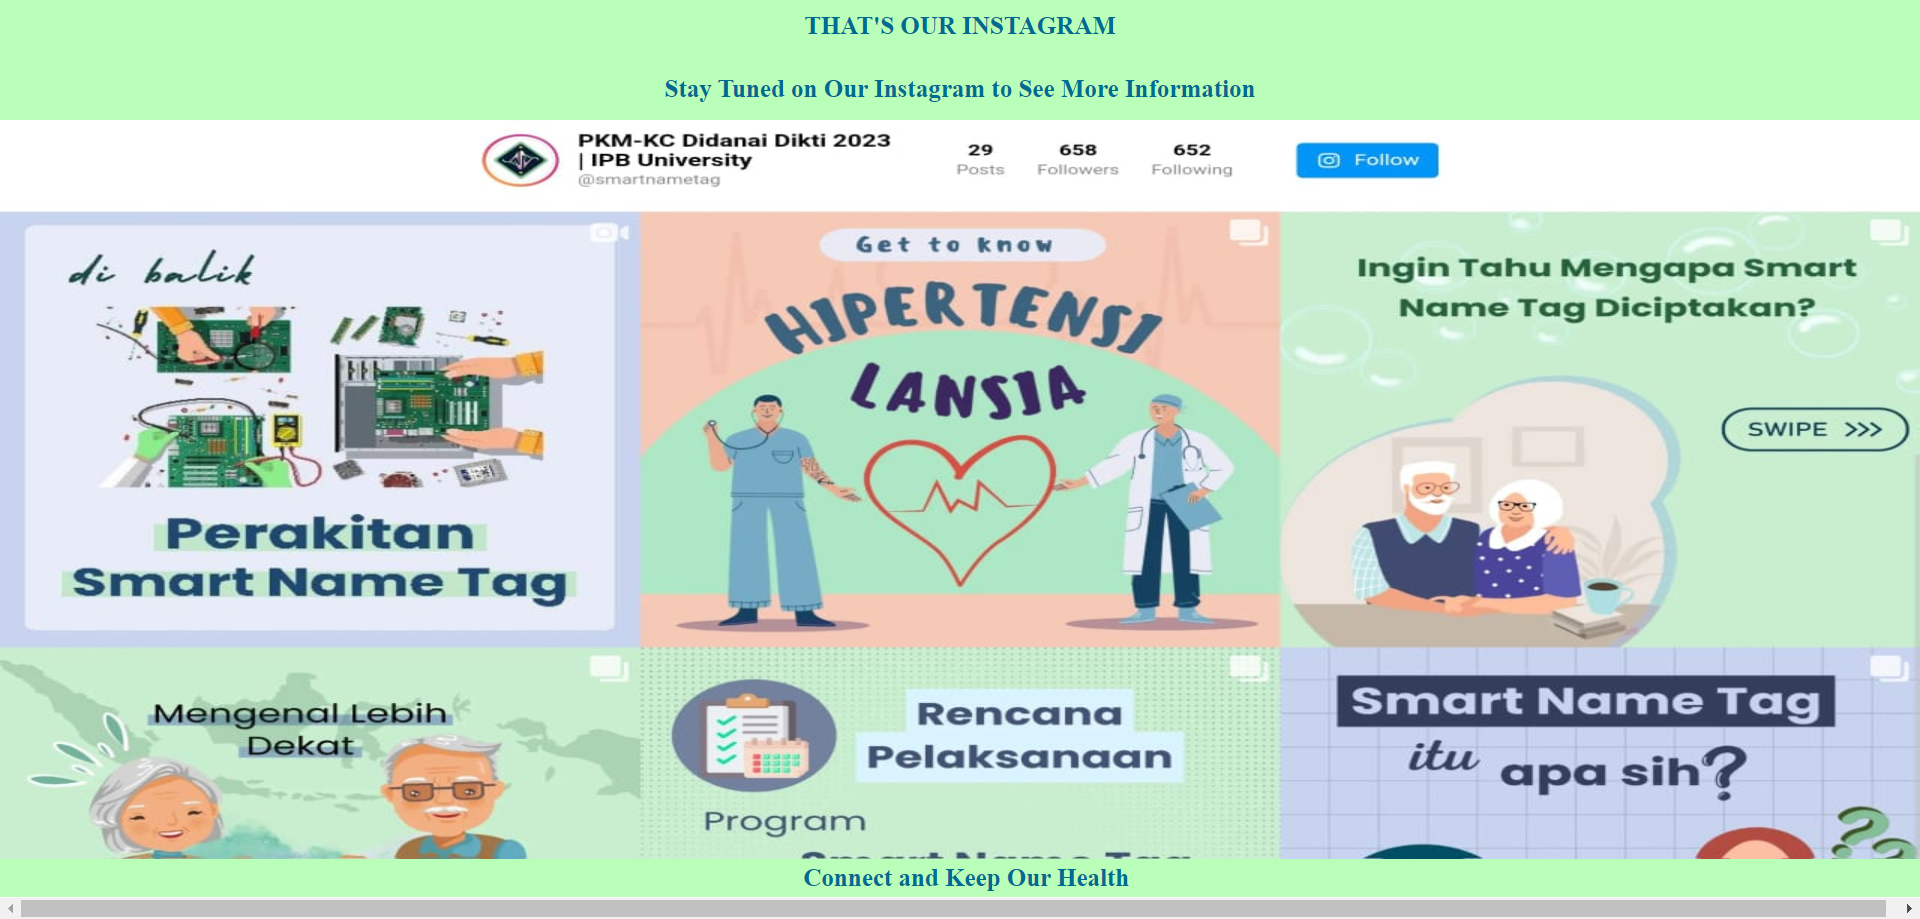 THAT'S OUR INSTAGRAM
Stay Tuned on Our Instagram to See More Information
PKM-KC Didanai Dikti 2023
| IPB University
@smartnametag
29
Posts
658
Followers
652
Following
Follow
di balik
Perakitan
Smart Name Tag
Get to know
HIPERTENSI
LANSIA
Ingin Tahu Mengapa Smart
Name Tag Diciptakan?
SWIPE >>>
Mengenal Lebih
Dekat
Rencana
Pelaksanaan
Program
Smart Name Tag
Smart Name Tag
itu
apa sih?
??
Connect and Keep Our Health